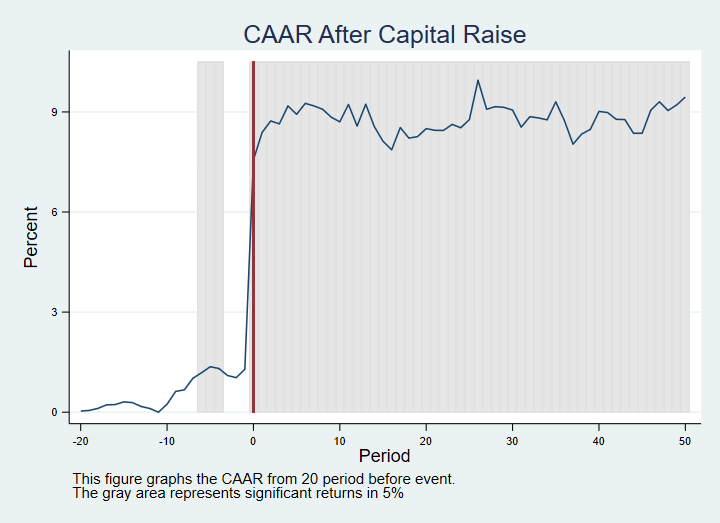 CAAR After Capital Raise
Percent
9
6
3
0
-20 -10 0 10 20 30 40 50
Period
This figure graphs the CAAR from 20 period before event.
The gray area represents significant returns in 5%